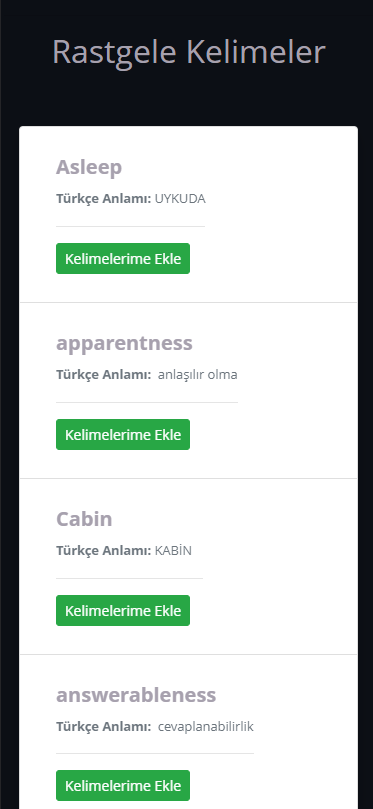 Rastgele Kelimeler
Asleep
Türkçe Anlamı: UYKUDA
Kelimelerime Ekle
apparentness
Türkçe Anlamı: anlaşılır olma
Kelimelerime Ekle
Cabin
Türkçe Anlamı: KABİN
Kelimelerime Ekle
answerableness
Türkçe Anlamı: cevaplanabilirlik
Kelimelerime Ekle